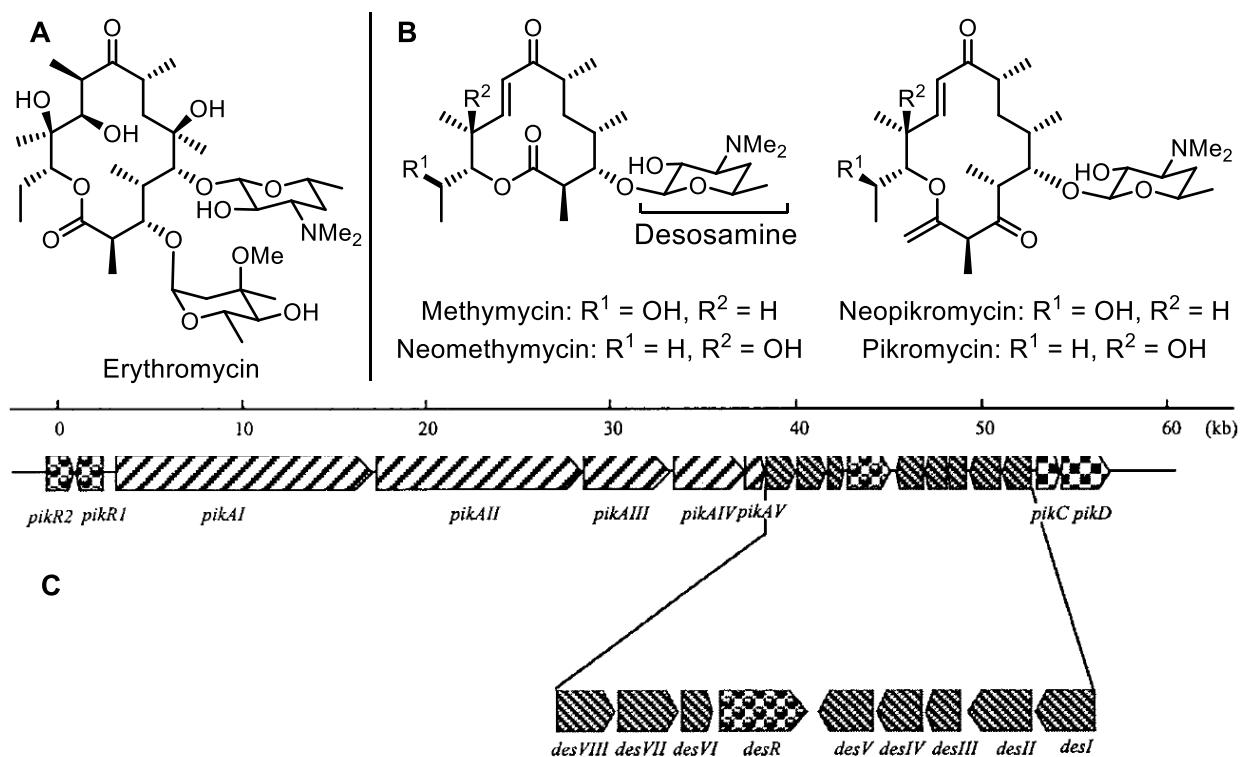 A
O
HO
OH
OH
O
O
O
HO
NMe2
O
O
OMe
O
OH
Erythromycin
B
O
R2
O
R1
O
O
HO
O
NMe2
Desosamine
Methymycin: R1 = OH, R2 = H
Neomethymycin: R1 = H, R2 = OH
O
R2
R1
O
O
O
HO
O
NMe2
Neopikromycin: R1 = OH, R2 = H
Pikromycin: R1 = H, R2 = OH
0 10 20 30 40 50 60 (kb)
pikR2 pikR1 pikAI pikAII pikAIII pikAIV pikAV pikC pikD
C
desVIII desVII desVI desR desV desIV desIII desII desI